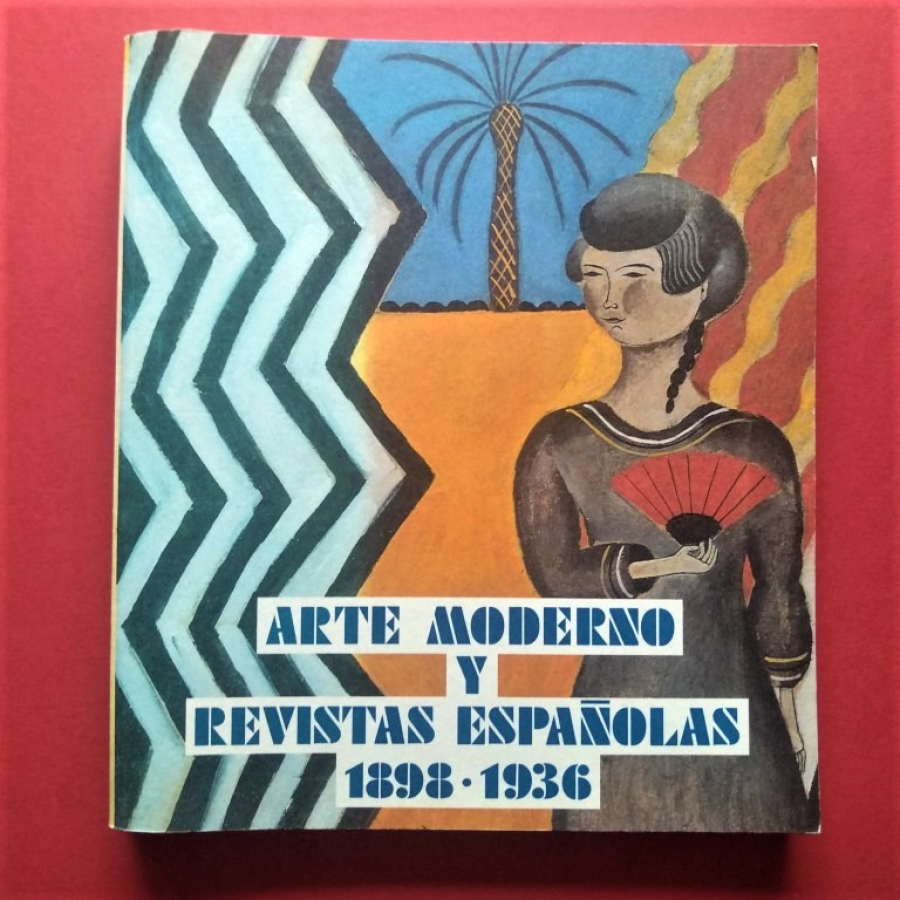 ARTE MODERNO
Y
REVISTAS ESPAÑOLAS
1898 · 1936